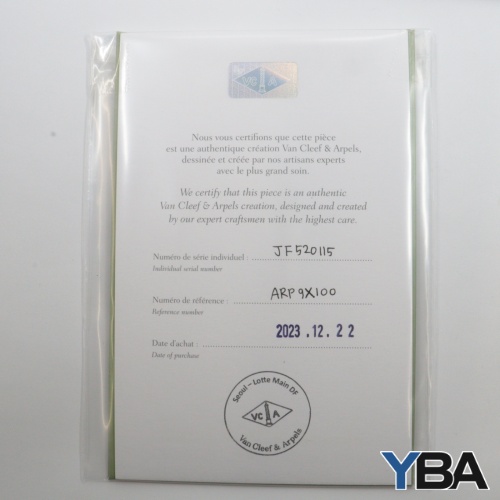 VC A
Nous vous certifions que cette pièce
est une authentique création Van Cleef & Arpels,
dessinée et créée par nos artisans experts
avec le plus grand soin.
We certify that this piece is an authentic
Van Cleef & Arpels creation, designed and created
by our expert craftsmen with the highest care.
Numéro de série individuel : JF520115
Individual serial number
Numéro de référence : ARP9X100
Reference number
2023.12.22
Date d'achat :
Date of purchase
Seoul - Lotte Main DF
VC A
Van Cleef & Arpels
YBA